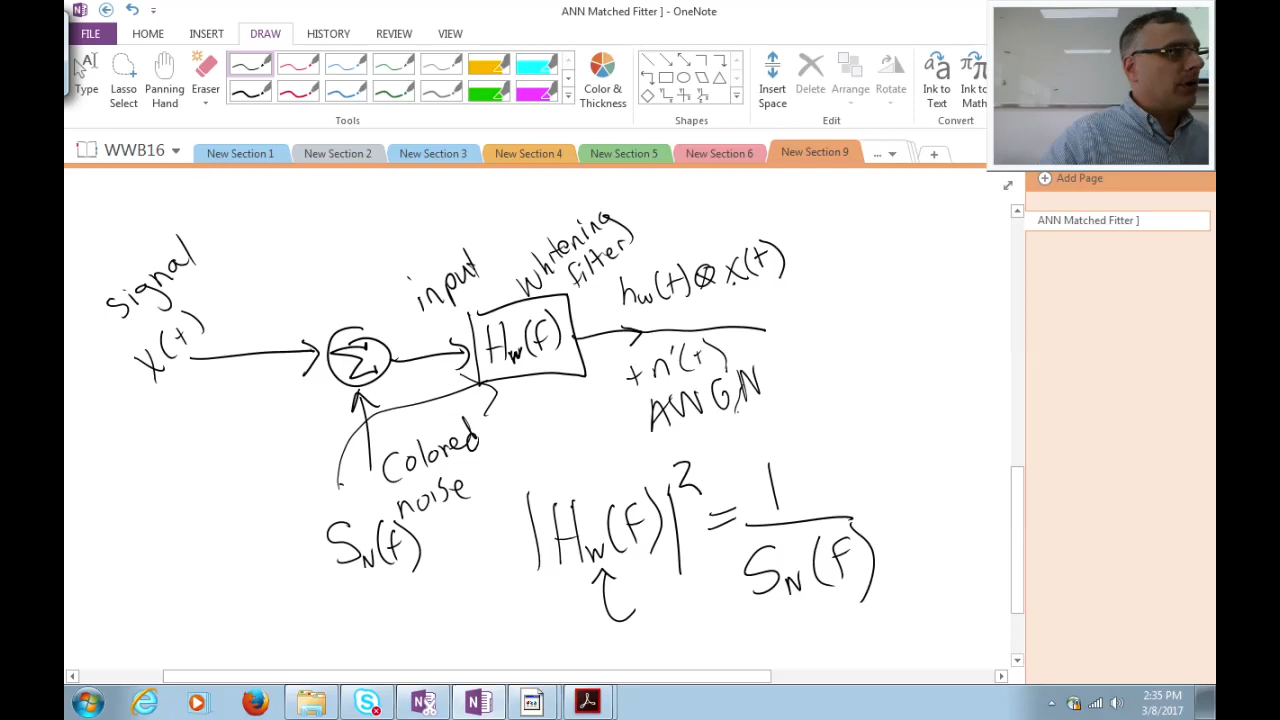 ANN Matched Fitter ] - OneNote
FILE HOME INSERT DRAW HISTORY REVIEW VIEW
Type
Lasso Select
Panning Hand
Eraser
Color & Thickness
Insert Space
Delete
Arrange
Rotate
Ink to Text
Ink to Math
Tools
Shapes
Edit
Convert
WWB16
New Section 1
New Section 2
New Section 3
New Section 4
New Section 5
New Section 6
New Section 9
...
Add Page
ANN Matched Fitter ]
signal
x(t)
Σ
input
whitening
filter
Hw(f)
hw(t) ⊗ x(t)
+ n'(t)
AWGN
Colored
noise
SN(f)
|Hw(f)|² = 1 / SN(f)
2:35 PM
3/8/2017